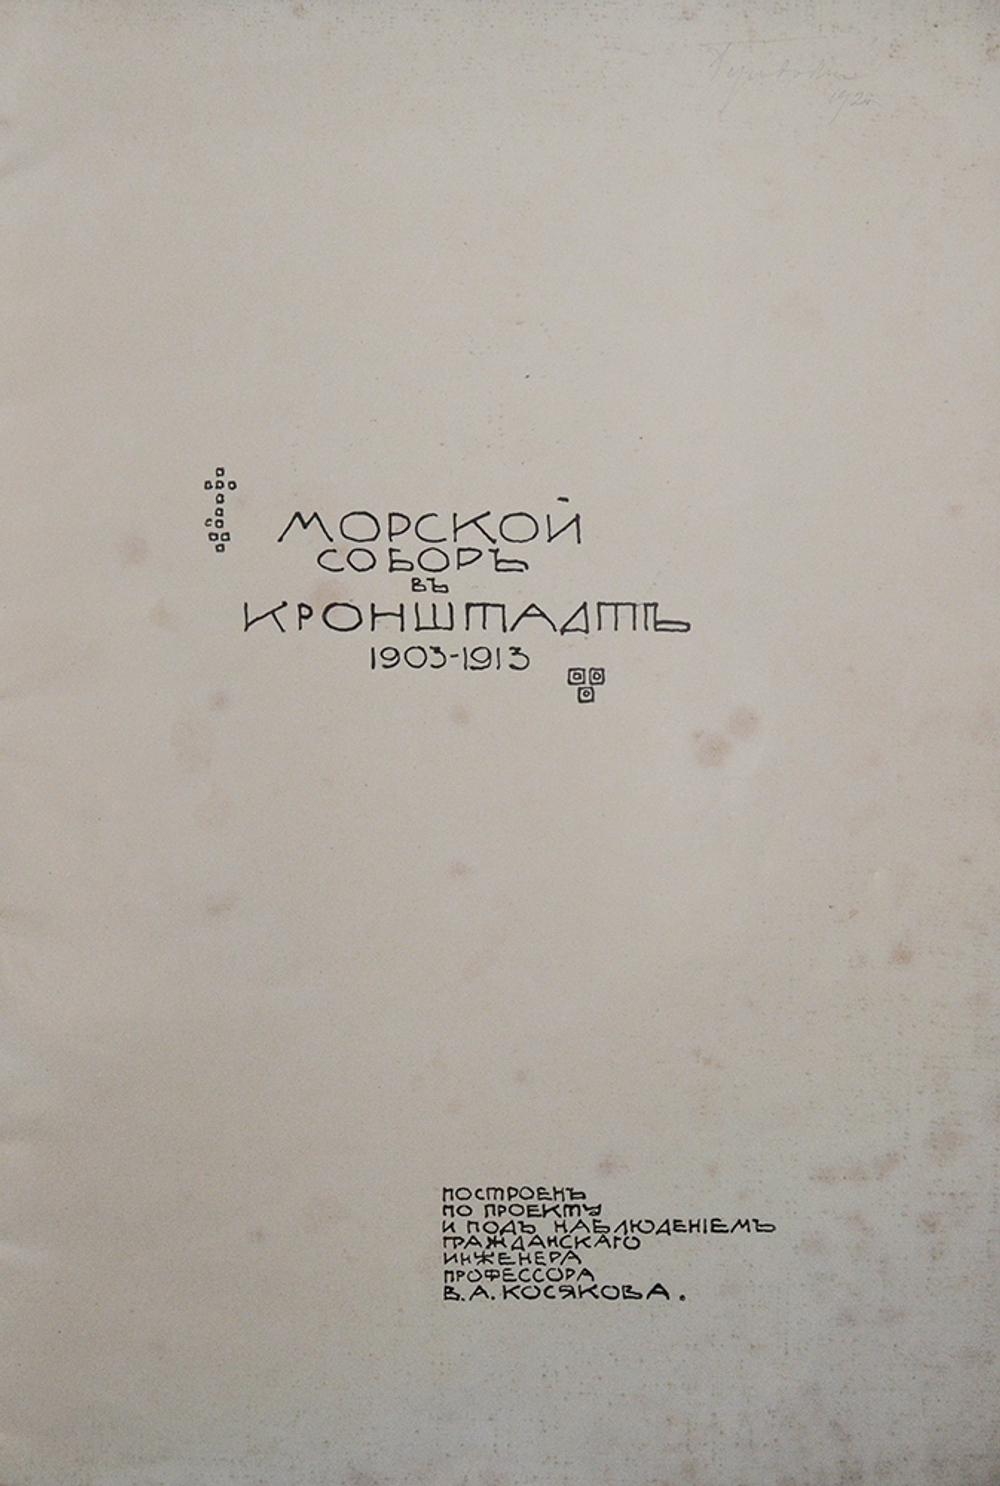 МОРСКОЙ
СОБОРЪ
ВЪ
КРОНШТАДТѢ
1903-1913
ПОСТРОЕНЪ
ПО ПРОЕКТУ
И ПОДЪ НАБЛЮДЕНІЕМЪ
ГРАЖДАНСКАГО
ИНЖЕНЕРА
ПРОФЕССОРА
В. А. КОСЯКОВА.